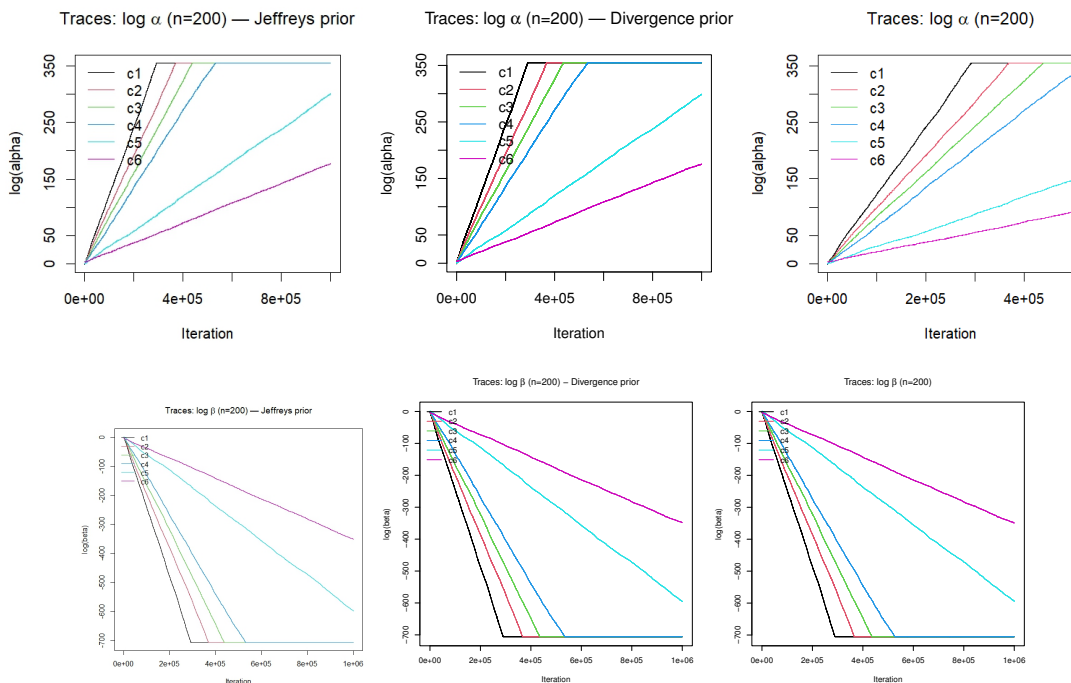 Traces: log α (n=200) — Jeffreys prior
350
250
150
50
0
log(alpha)
c1
c2
c3
c4
c5
c6
0e+00 4e+05 8e+05
Iteration
Traces: log α (n=200) — Divergence prior
350
250
150
50
0
log(alpha)
c1
c2
c3
c4
c5
c6
0e+00 4e+05 8e+05
Iteration
Traces: log α (n=200)
350
250
150
50
0
log(alpha)
c1
c2
c3
c4
c5
c6
0e+00 2e+05 4e+05
Iteration
Traces: log β (n=200) — Jeffreys prior
0
-100
-200
-300
-400
-500
-600
-700
log(beta)
c1
c2
c3
c4
c5
c6
0e+00 2e+05 4e+05 6e+05 8e+05 1e+06
Iteration
Traces: log β (n=200) − Divergence prior
0
−100
−200
−300
−400
−500
−600
−700
log(beta)
c1
c2
c3
c4
c5
c6
0e+00 2e+05 4e+05 6e+05 8e+05 1e+06
Iteration
Traces: log β (n=200)
0
−100
−200
−300
−400
−500
−600
−700
log(beta)
c1
c2
c3
c4
c5
c6
0e+00 2e+05 4e+05 6e+05 8e+05 1e+06
Iteration